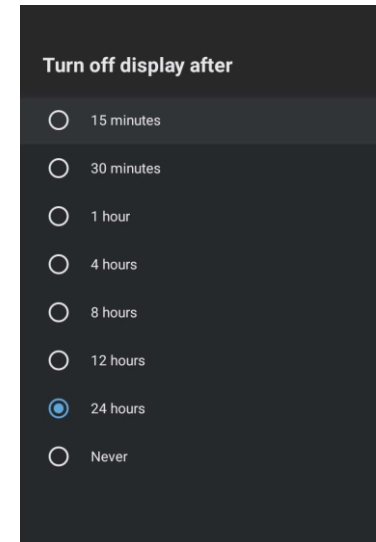 Turn off display after
15 minutes
30 minutes
1 hour
4 hours
8 hours
12 hours
24 hours
Never